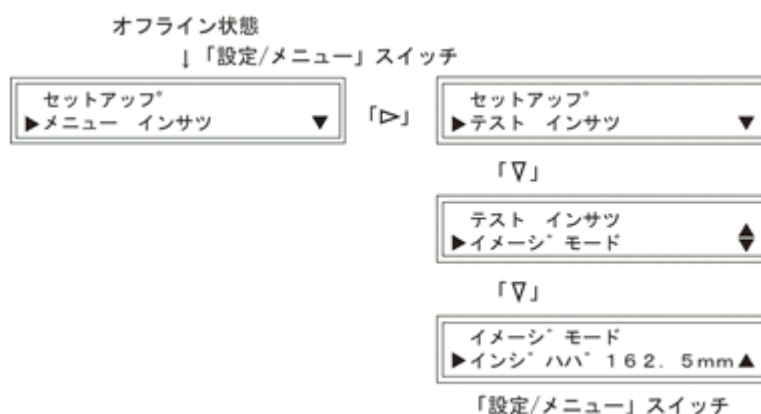 オフライン状態
↓「設定/メニュー」スイッチ
セットアップ
▶メニュー インサツ ▼
「▷」
セットアップ
▶テスト インサツ ▼
「▽」
テスト インサツ
▶イメージ モード ▲▼
「▽」
イメージ モード
▶インジ ハバ 162.5mm▲
「設定/メニュー」スイッチ